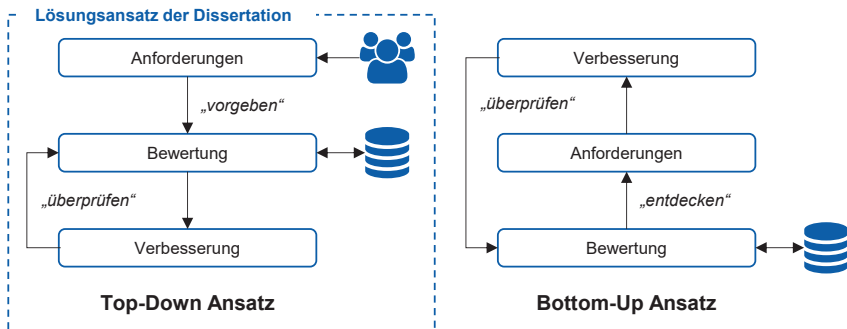 Lösungsansatz der Dissertation
Anforderungen
„vorgeben“
Bewertung
„überprüfen“
Verbesserung
Top-Down Ansatz
Verbesserung
„überprüfen“
Anforderungen
„entdecken“
Bewertung
Bottom-Up Ansatz